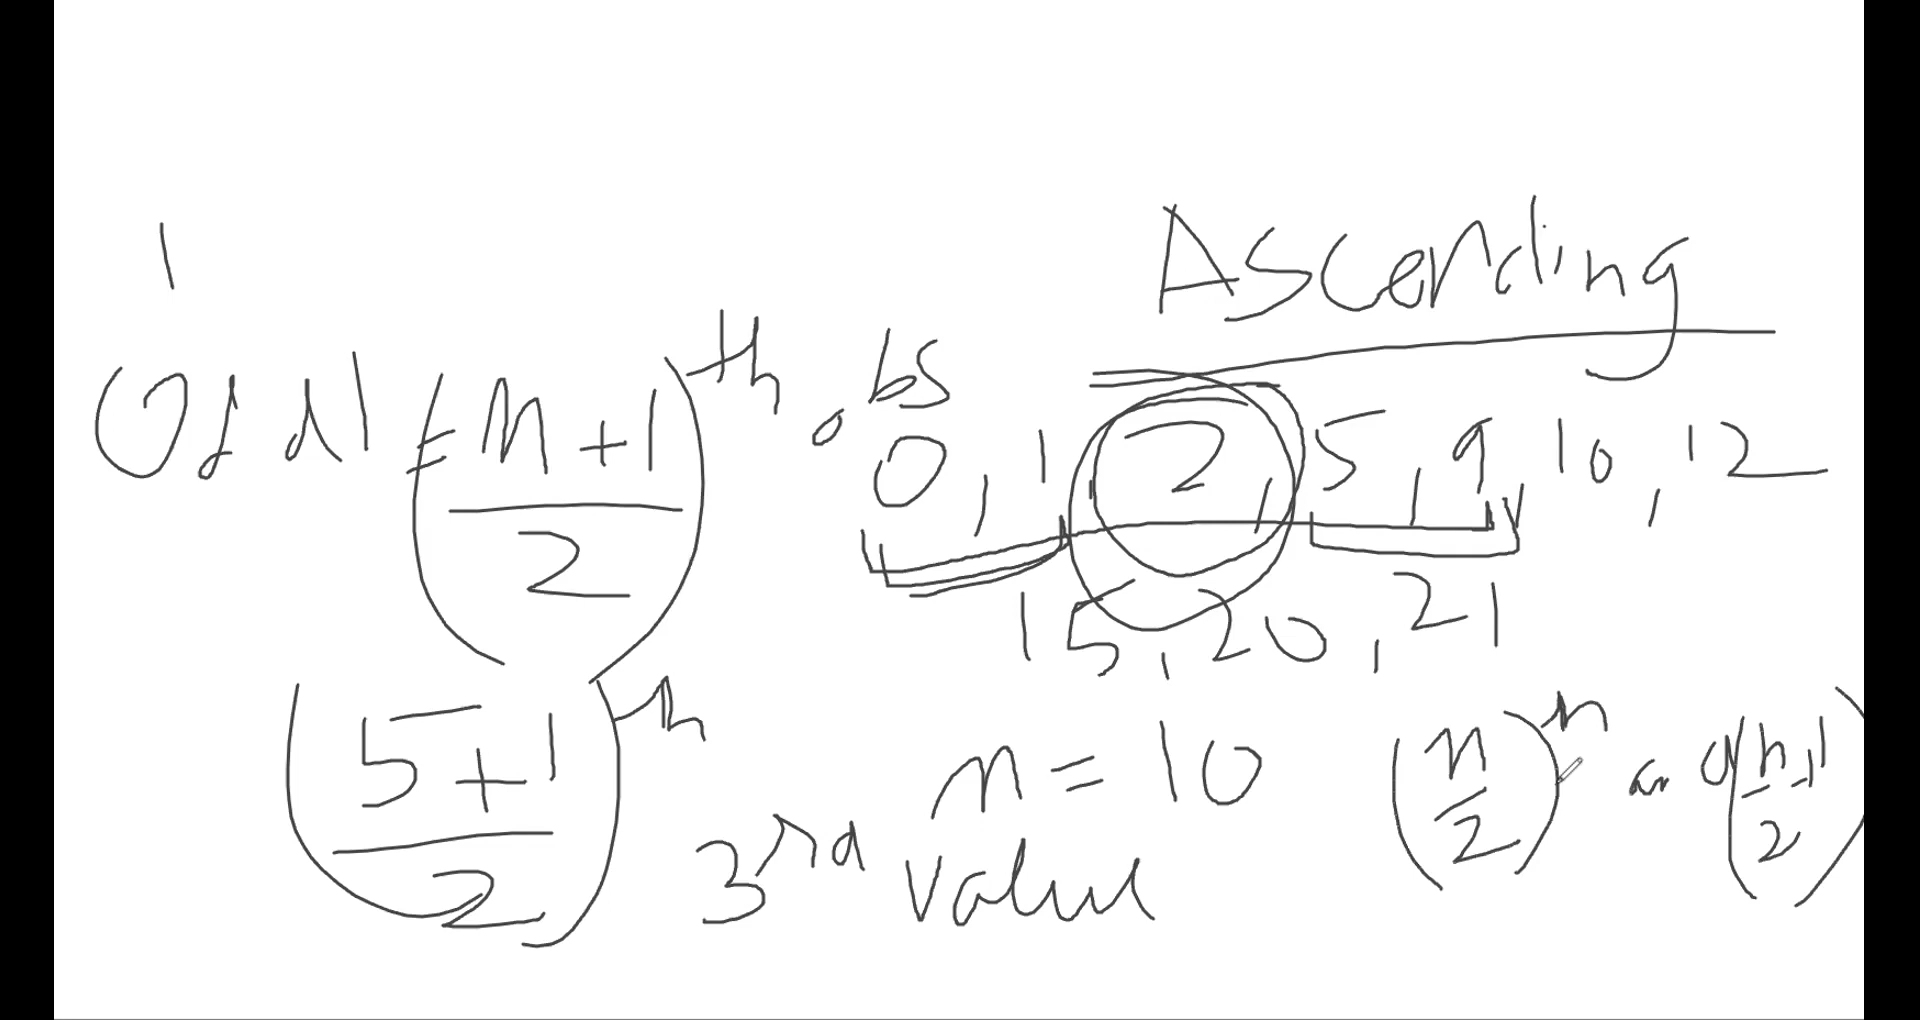 Ascending
Odd = (n+1/2)th obs
0, 1, 2, 5, 9, 10, 12
15, 20, 21
(5+1/2)th
3rd value
n = 10
(n/2)th (n+1/2)